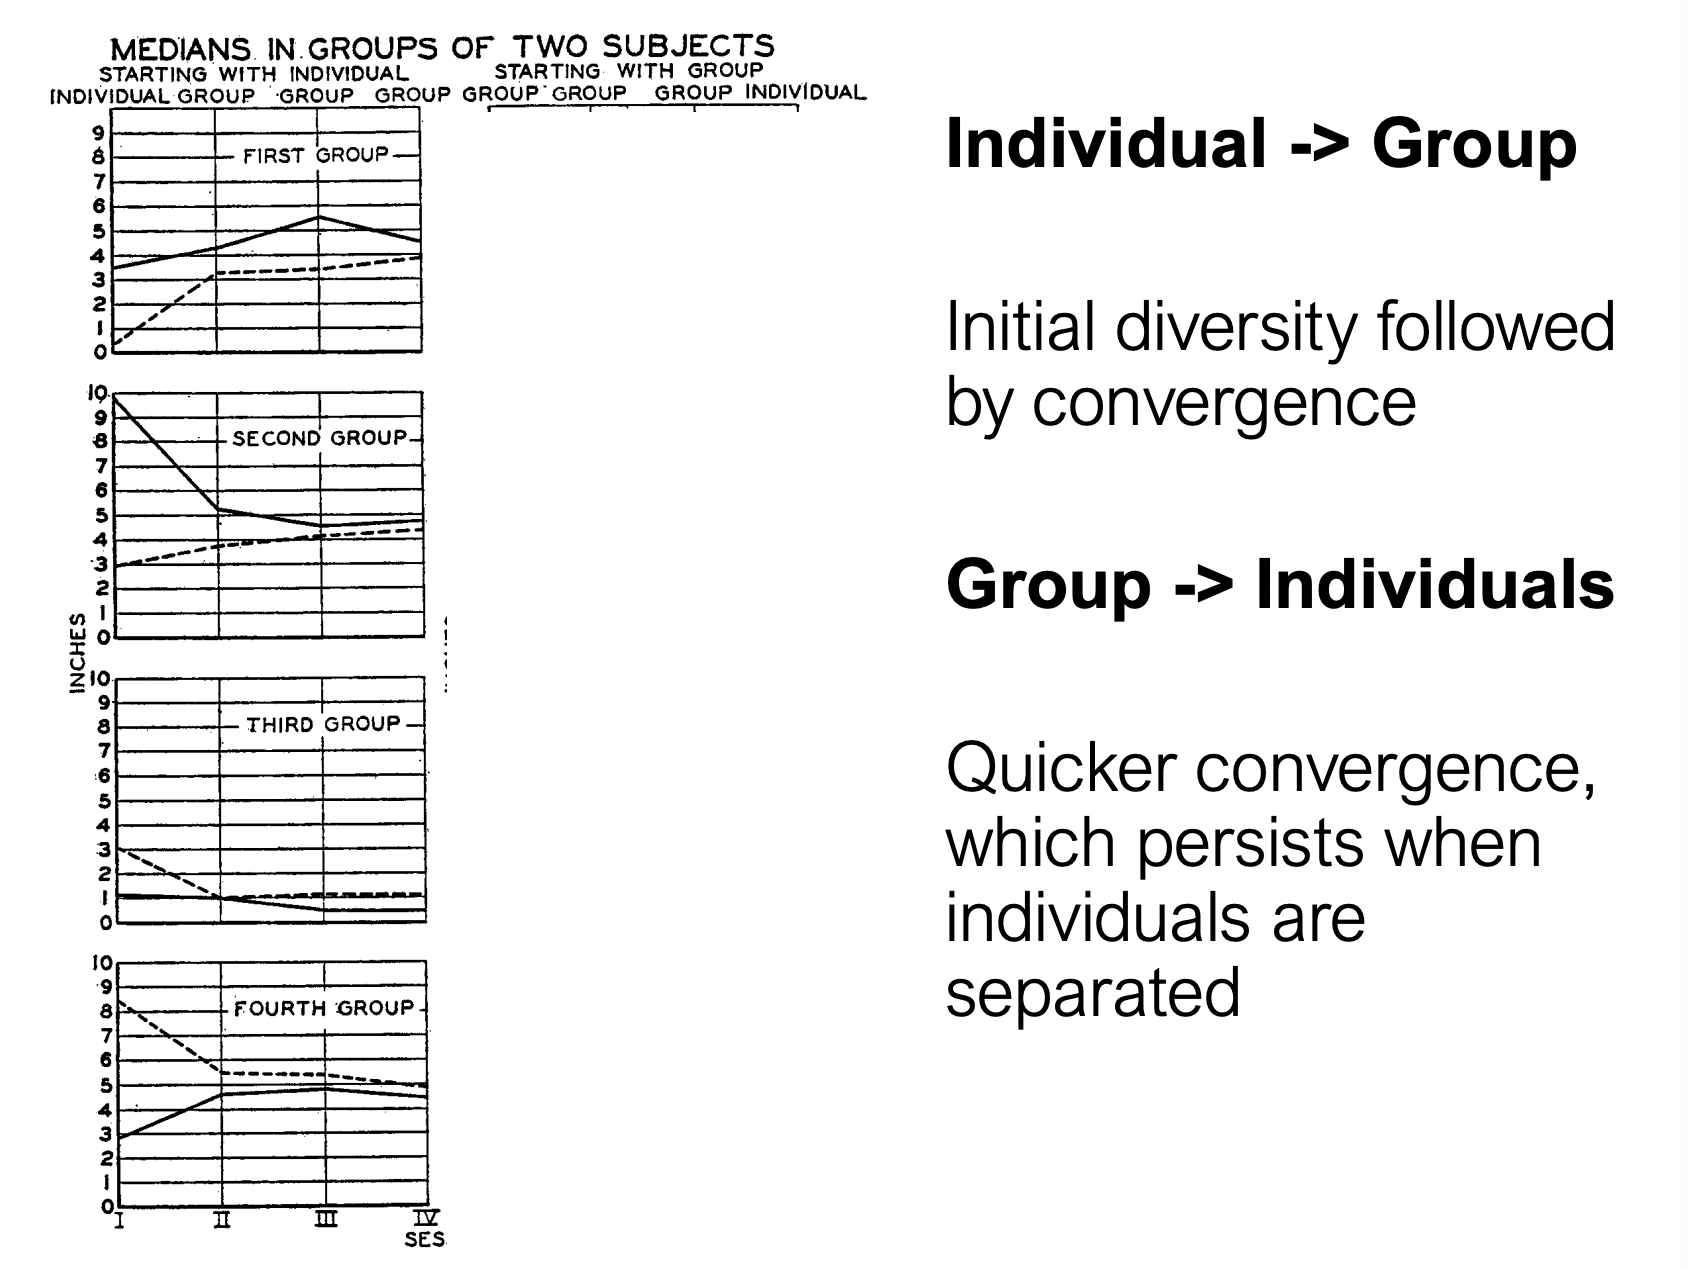 MEDIANS IN GROUPS OF TWO SUBJECTS
STARTING WITH INDIVIDUAL STARTING WITH GROUP
INDIVIDUAL GROUP GROUP GROUP GROUP GROUP GROUP INDIVIDUAL
9
8 FIRST GROUP
7
6
5
4
3
2
1
0
10
9
8 SECOND GROUP
7
6
5
4
3
2
1
0
INCHES
10
9
8 THIRD GROUP
7
6
5
4
3
2
1
0
10
9
8 FOURTH GROUP
7
6
5
4
3
2
1
0
I II III IV
SES
Individual -> Group
Initial diversity followed
by convergence
Group -> Individuals
Quicker convergence,
which persists when
individuals are
separated